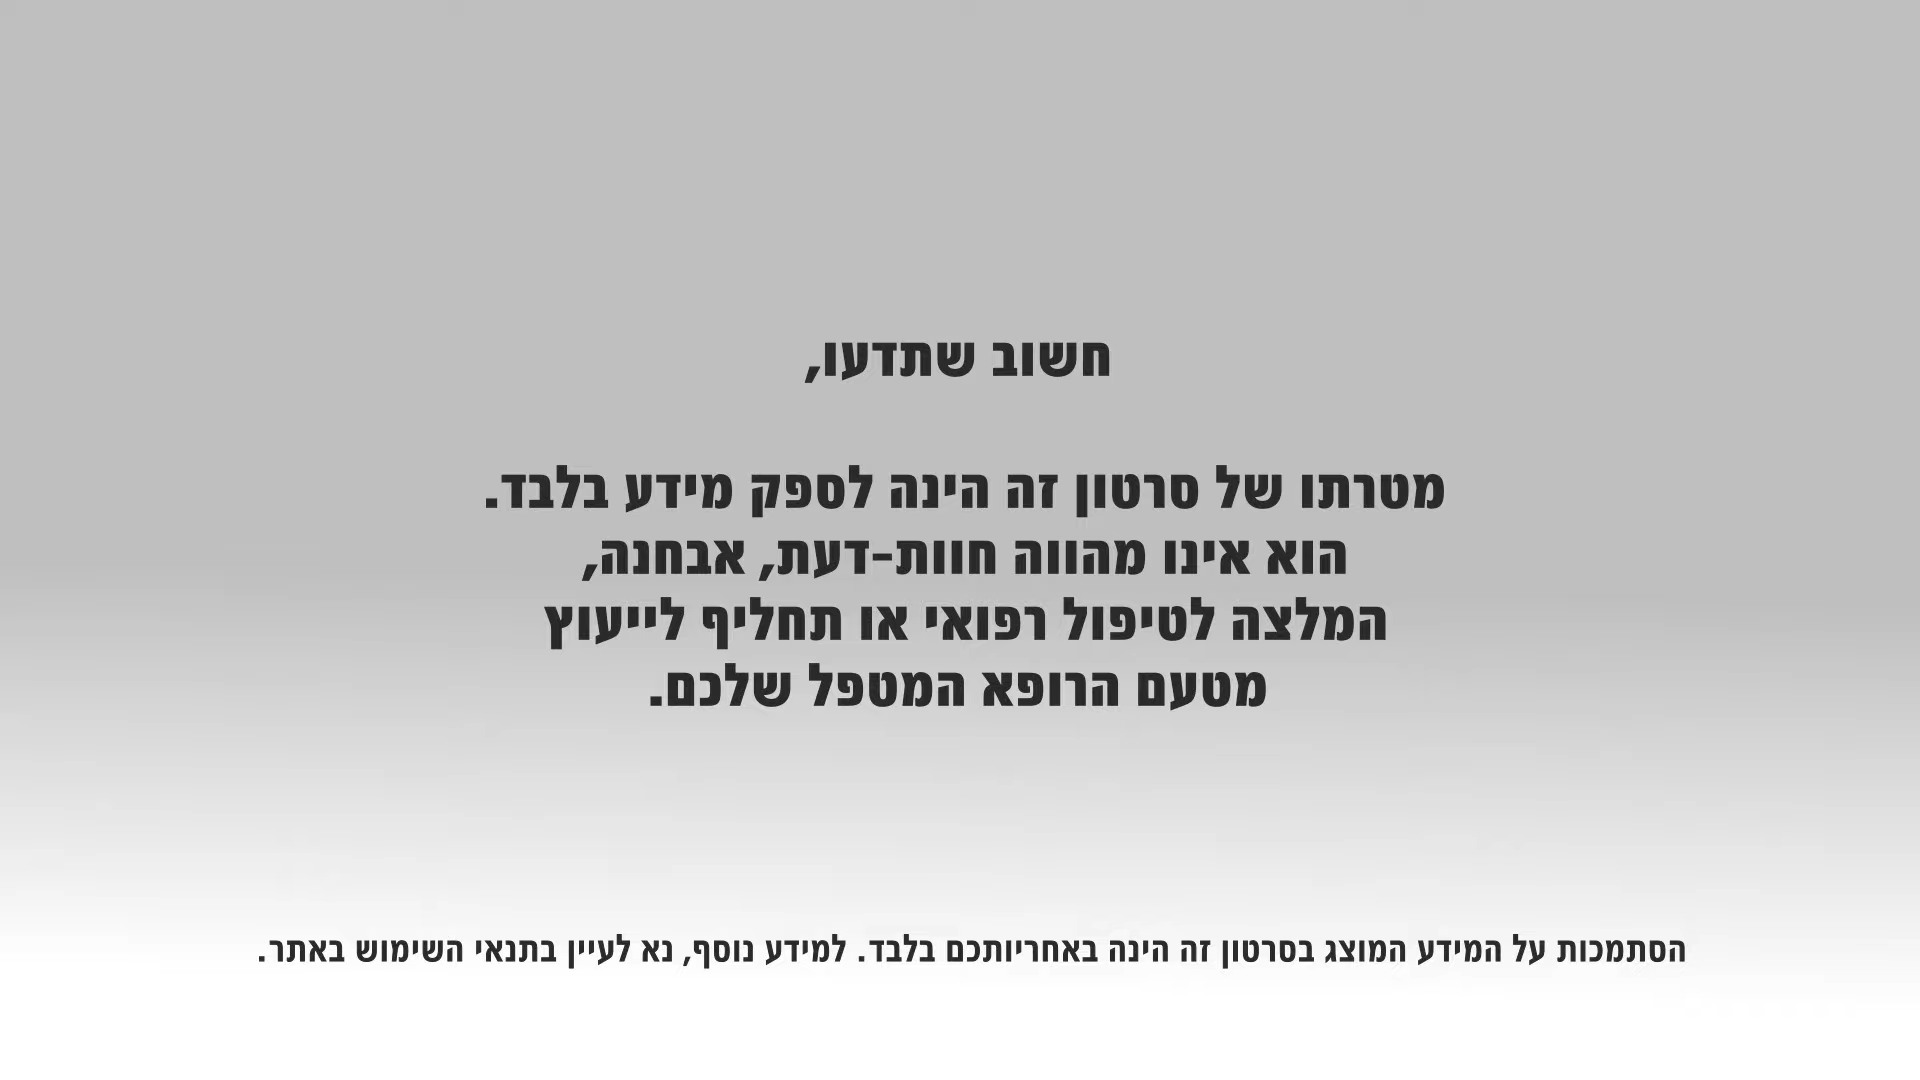 חשוב שתדעו,
מטרתו של סרטון זה הינה לספק מידע בלבד.
הוא אינו מהווה חוות-דעת, אבחנה,
המלצה לטיפול רפואי או תחליף לייעוץ
מטעם הרופא המטפל שלכם.
הסתמכות על המידע המוצג בסרטון זה הינה באחריותכם בלבד. למידע נוסף, נא לעיין בתנאי השימוש באתר.